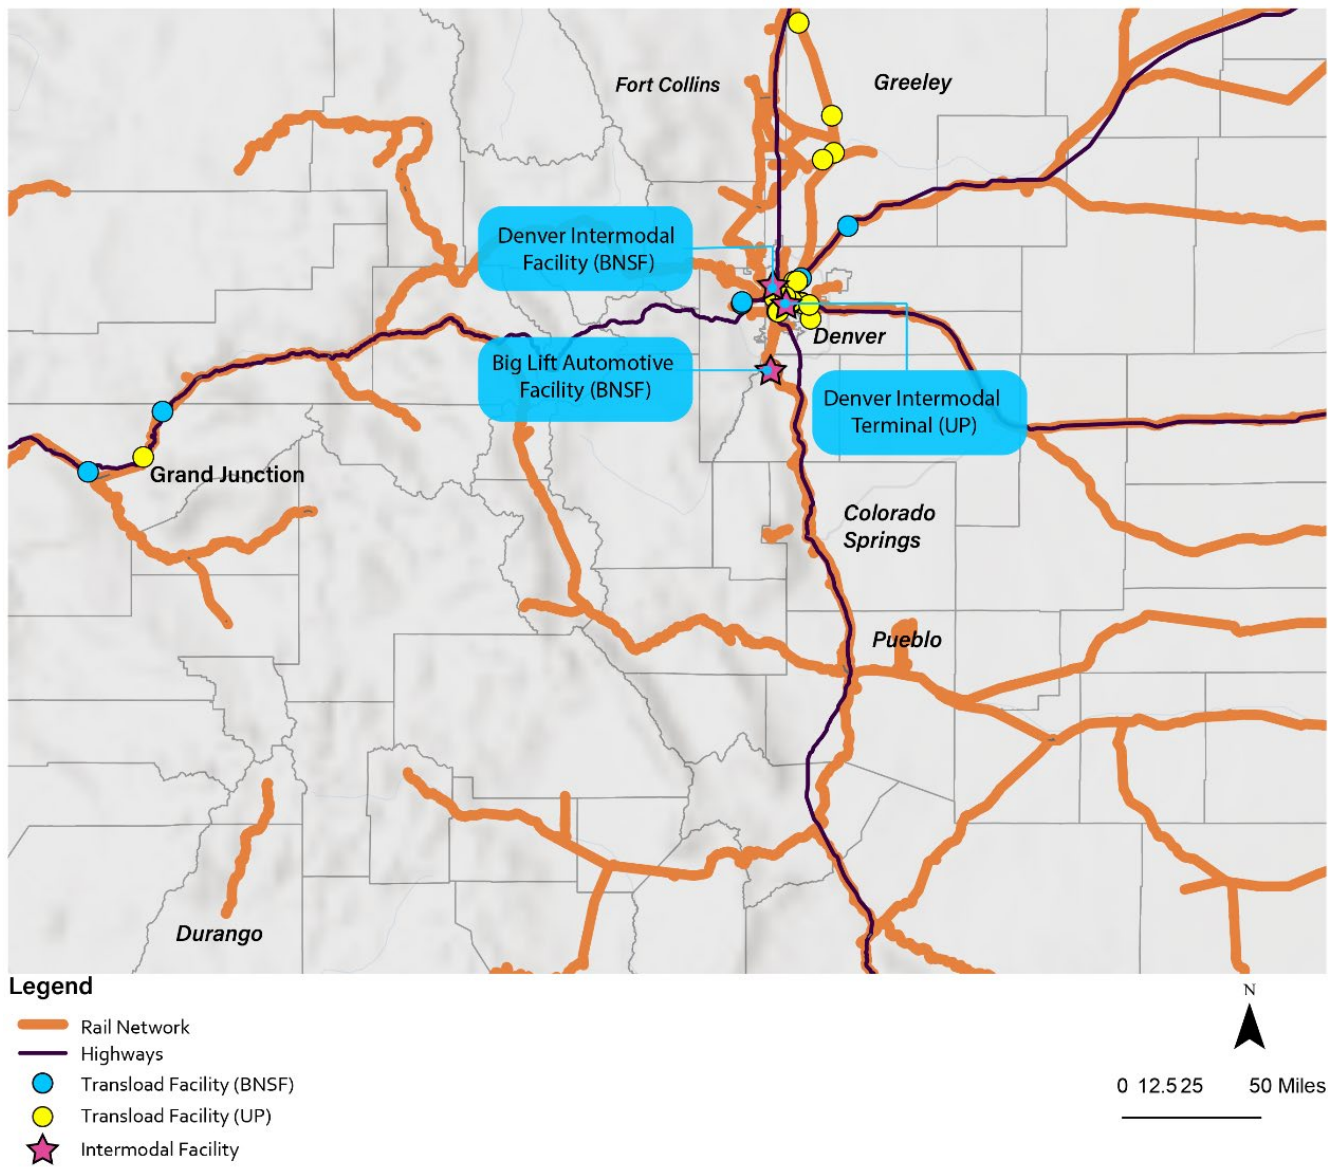 Fort Collins
Greeley
Denver Intermodal
Facility (BNSF)
Denver
Big Lift Automotive
Facility (BNSF)
Denver Intermodal
Terminal (UP)
Grand Junction
Colorado
Springs
Pueblo
Durango
Legend
Rail Network
Highways
Transload Facility (BNSF)
Transload Facility (UP)
Intermodal Facility
N
0 12.5 25 50 Miles